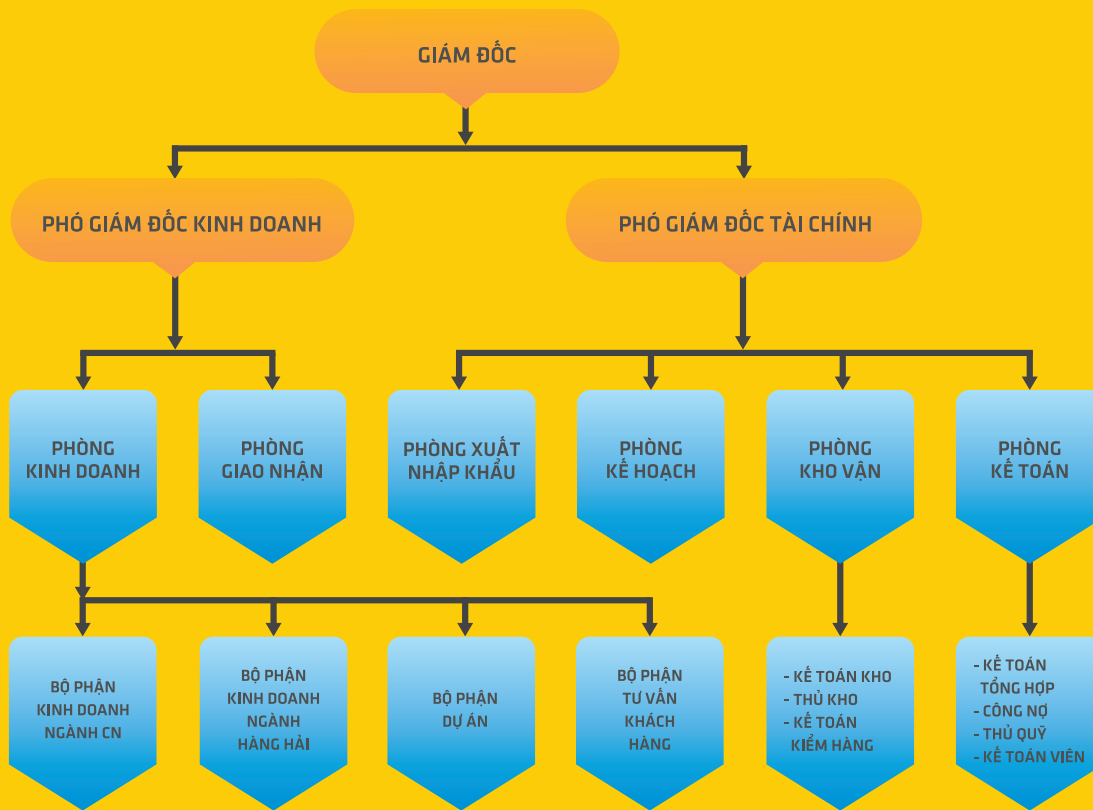 GIÁM ĐỐC
PHÓ GIÁM ĐỐC KINH DOANH
PHÓ GIÁM ĐỐC TÀI CHÍNH
PHÒNG
KINH DOANH
PHÒNG
GIAO NHẬN
PHÒNG XUẤT
NHẬP KHẨU
PHÒNG
KẾ HOẠCH
PHÒNG
KHO VẬN
PHÒNG
KẾ TOÁN
BỘ PHẬN
KINH DOANH
NGÀNH CN
BỘ PHẬN
KINH DOANH
NGÀNH
HÀNG HẢI
BỘ PHẬN
DỰ ÁN
BỘ PHẬN
TƯ VẤN
KHÁCH
HÀNG
- KẾ TOÁN KHO
- THỦ KHO
- KẾ TOÁN
KIỂM HÀNG
- KẾ TOÁN
TỔNG HỢP
- CÔNG NỢ
- THỦ QUỸ
- KẾ TOÁN VIÊN